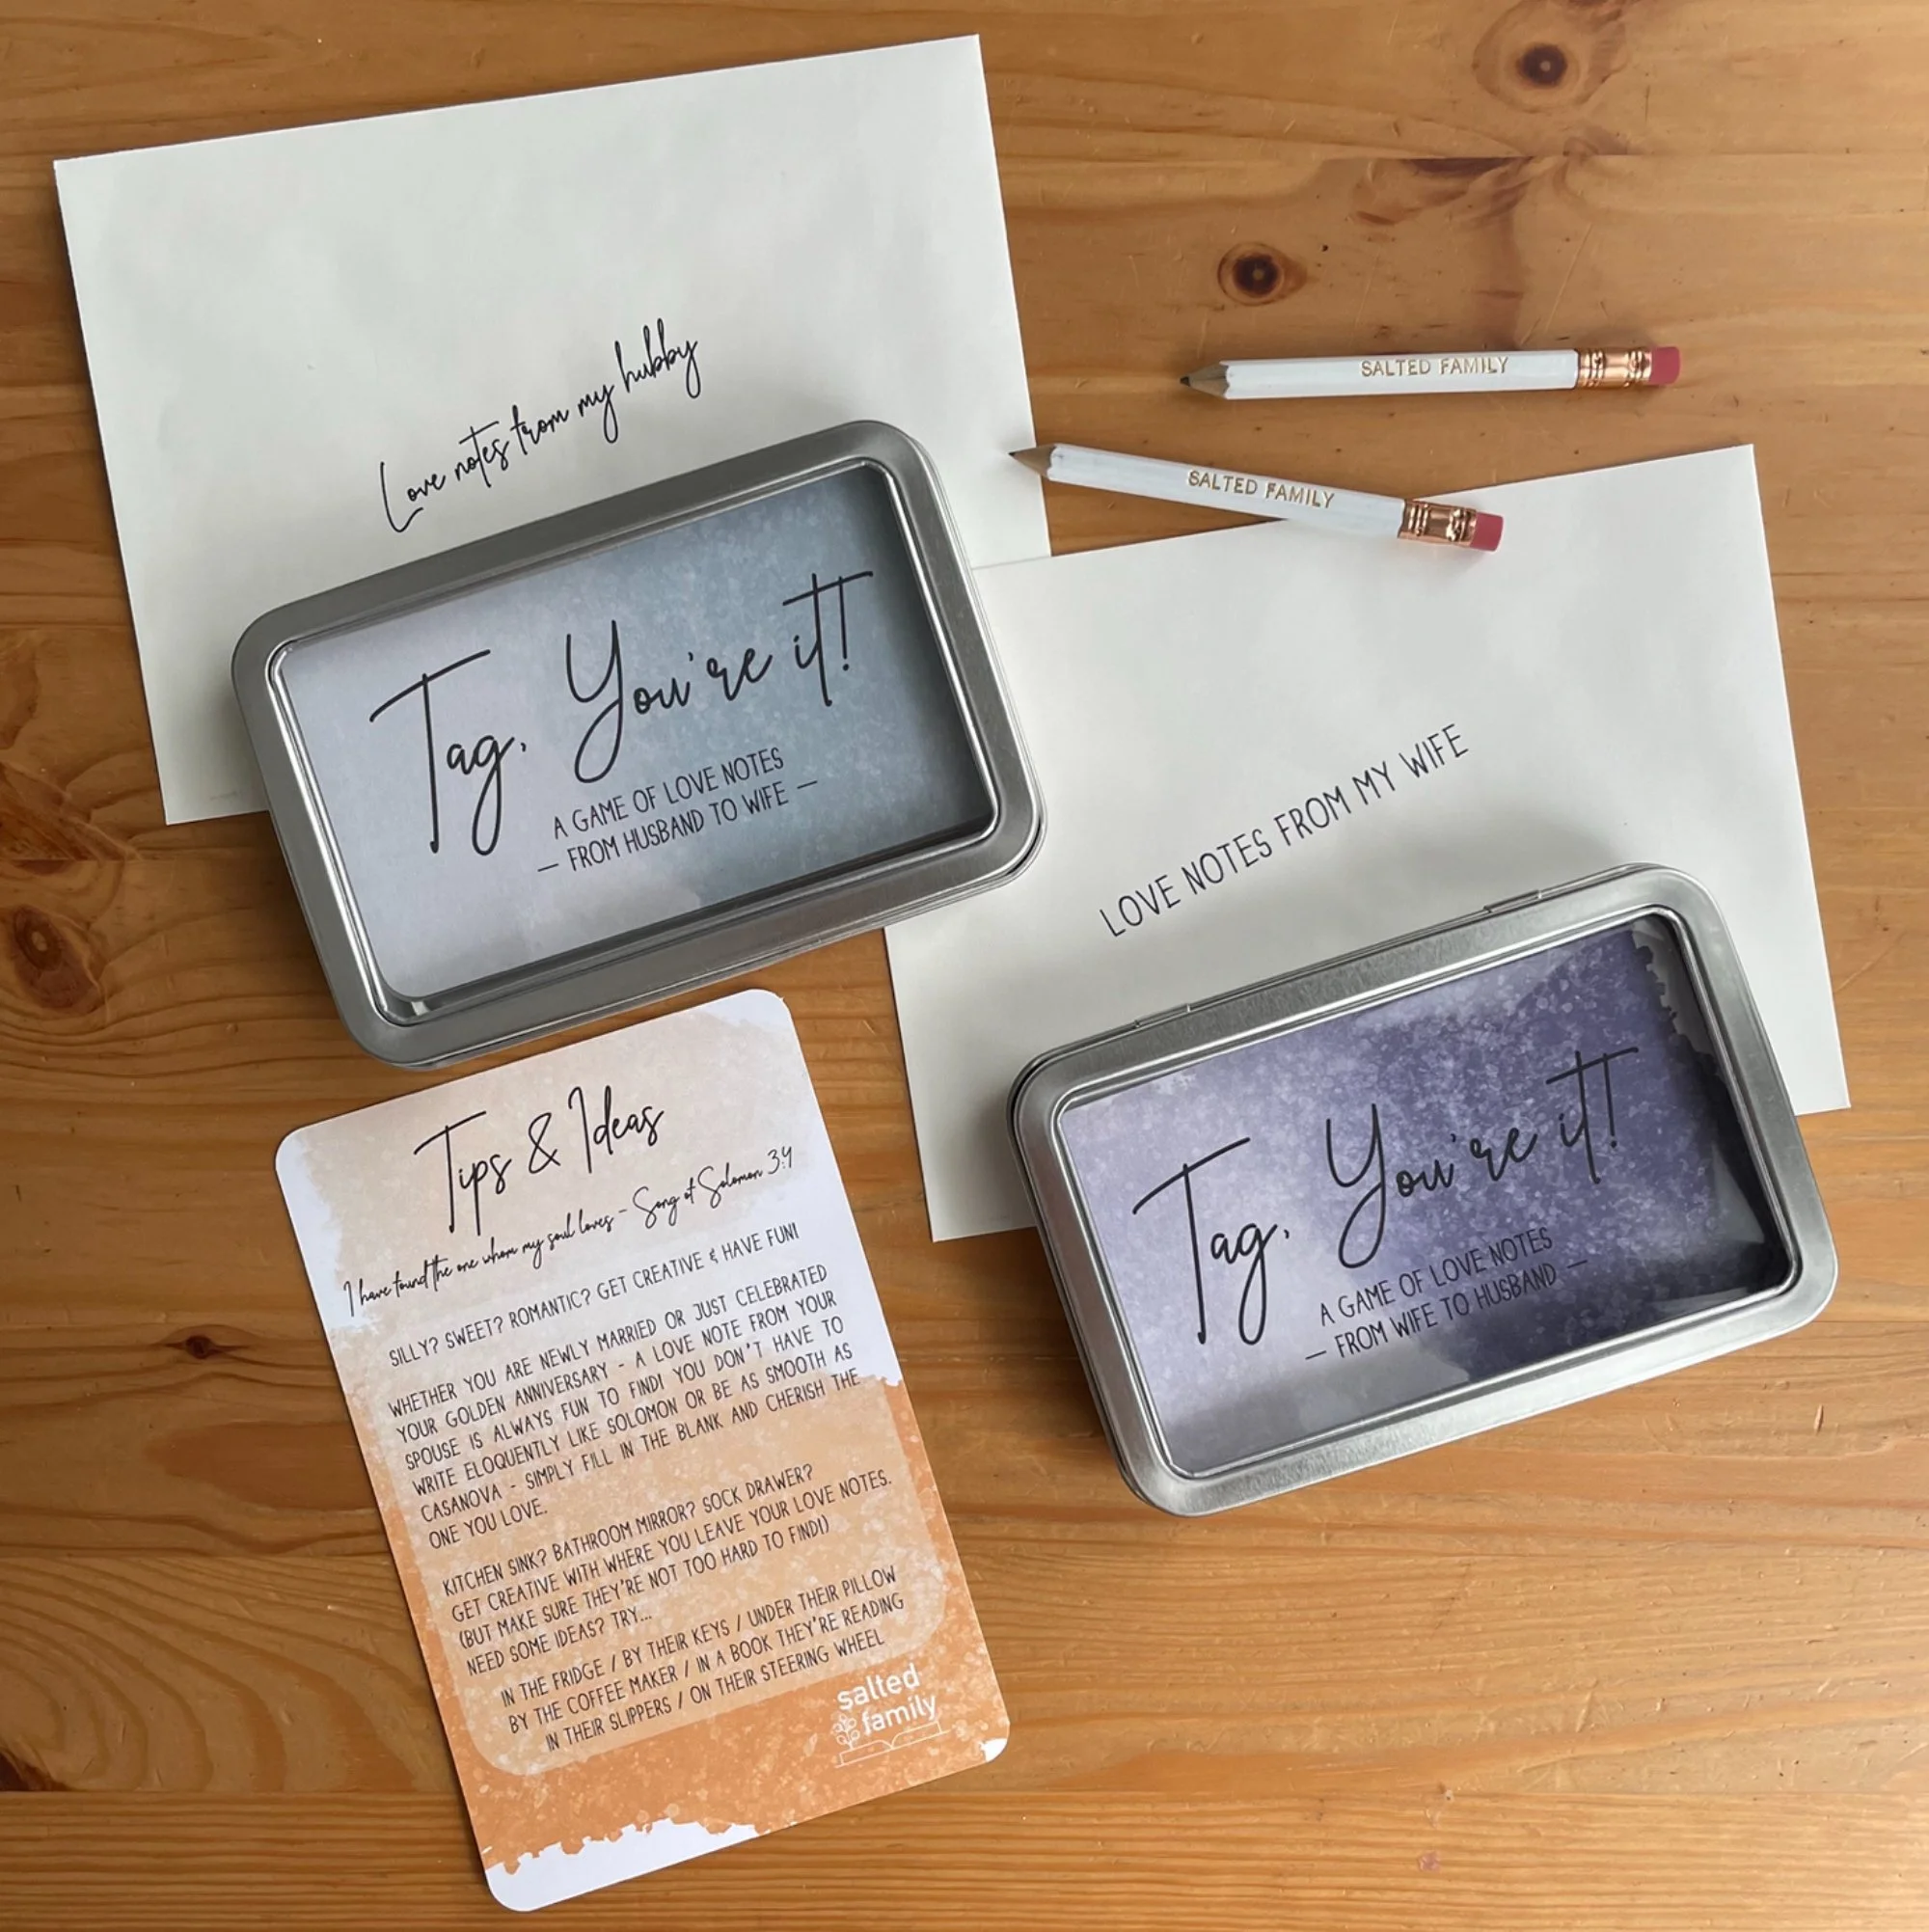 Love notes from my hubby
SALTED FAMILY
SALTED FAMILY
Tag, You're it!
A GAME OF LOVE NOTES
— FROM HUSBAND TO WIFE —
LOVE NOTES FROM MY WIFE
Tag, You're it!
A GAME OF LOVE NOTES
— FROM WIFE TO HUSBAND —
Tips & Ideas
I have found the one whom my soul loves - Song of Solomon 3:4
SILLY? SWEET? ROMANTIC? GET CREATIVE & HAVE FUN!
WHETHER YOU ARE NEWLY MARRIED OR JUST CELEBRATED
YOUR GOLDEN ANNIVERSARY - A LOVE NOTE FROM YOUR
SPOUSE IS ALWAYS FUN TO FIND! YOU DON'T HAVE TO
WRITE ELOQUENTLY LIKE SOLOMON OR BE AS SMOOTH AS
CASANOVA - SIMPLY FILL IN THE BLANK AND CHERISH THE
ONE YOU LOVE.
KITCHEN SINK? BATHROOM MIRROR? SOCK DRAWER?
GET CREATIVE WITH WHERE YOU LEAVE YOUR LOVE NOTES.
(BUT MAKE SURE THEY'RE NOT TOO HARD TO FIND!)
NEED SOME IDEAS? TRY...
IN THE FRIDGE / BY THEIR KEYS / UNDER THEIR PILLOW
BY THE COFFEE MAKER / IN A BOOK THEY'RE READING
IN THEIR SLIPPERS / ON THEIR STEERING WHEEL
salted
family